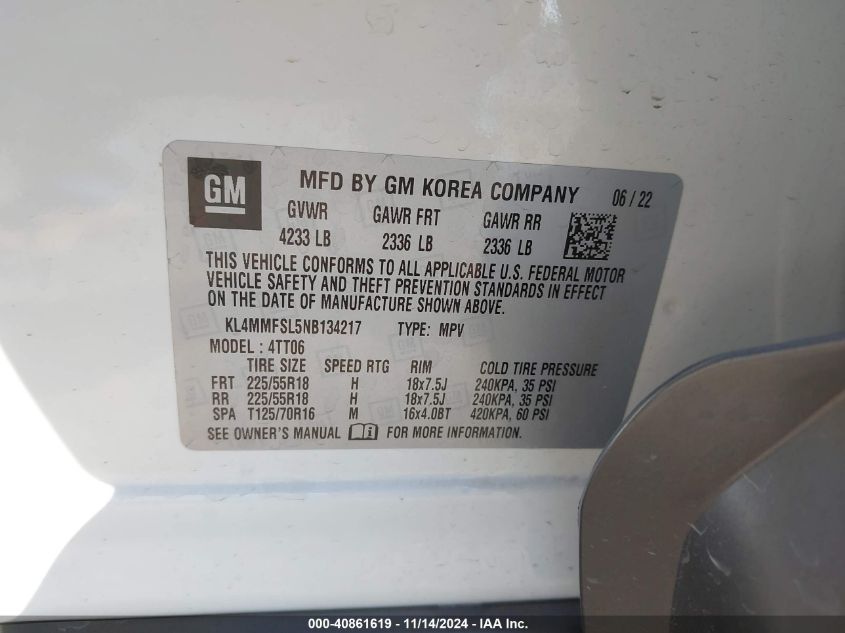 GM MFD BY GM KOREA COMPANY 06 / 22
GVWR GAWR FRT GAWR RR
4233 LB 2336 LB 2336 LB
THIS VEHICLE CONFORMS TO ALL APPLICABLE U.S. FEDERAL MOTOR
VEHICLE SAFETY AND THEFT PREVENTION STANDARDS IN EFFECT
ON THE DATE OF MANUFACTURE SHOWN ABOVE.
KL4MMFSL5NB134217 TYPE: MPV
MODEL : 4TT06
TIRE SIZE SPEED RTG RIM COLD TIRE PRESSURE
FRT 225/55R18 H 18x7.5J 240KPA, 35 PSI
RR 225/55R18 H 18x7.5J 240KPA, 35 PSI
SPA T125/70R16 M 16x4.0BT 420KPA, 60 PSI
SEE OWNER'S MANUAL FOR MORE INFORMATION.
000-40861619 - 11/14/2024 - IAA, Inc.